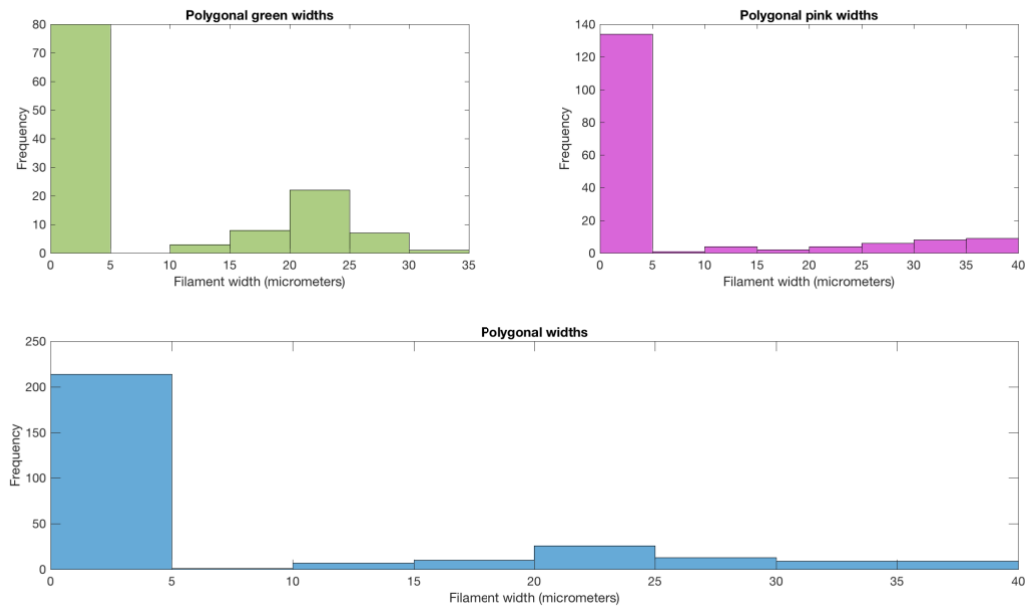 Polygonal green widths
80
70
60
50
40
30
20
10
0
Frequency
0 5 10 15 20 25 30 35
Filament width (micrometers)
Polygonal pink widths
140
120
100
80
60
40
20
0
Frequency
0 5 10 15 20 25 30 35 40
Filament width (micrometers)
Polygonal widths
250
200
150
100
50
0
Frequency
0 5 10 15 20 25 30 35 40
Filament width (micrometers)